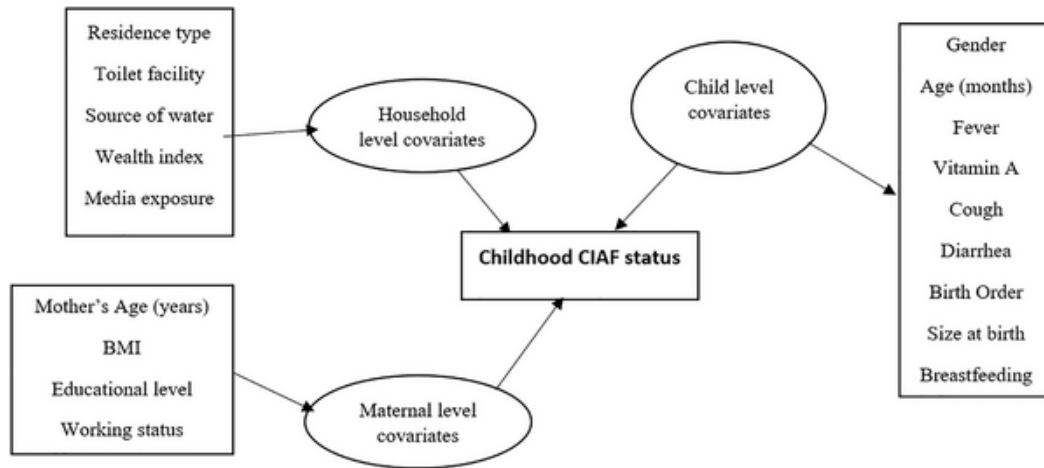 Residence type
Toilet facility
Source of water
Wealth index
Media exposure
Household
level covariates
Child level
covariates
Gender
Age (months)
Fever
Vitamin A
Cough
Diarrhea
Birth Order
Size at birth
Breastfeeding
Childhood CIAF status
Mother’s Age (years)
BMI
Educational level
Working status
Maternal level
covariates